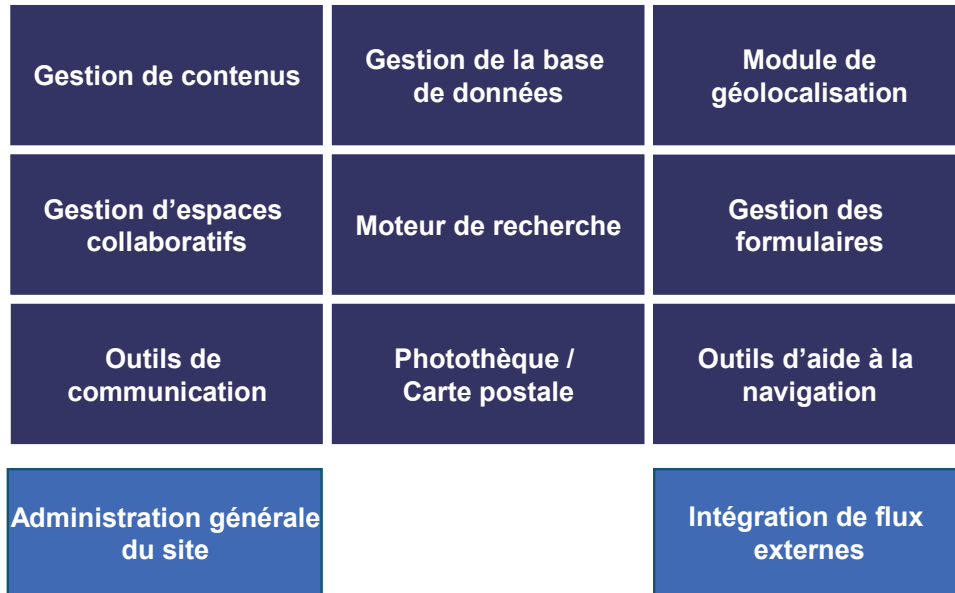 Gestion de contenus
Gestion de la base
de données
Module de
géolocalisation
Gestion d’espaces
collaboratifs
Moteur de recherche
Gestion des
formulaires
Outils de
communication
Photothèque /
Carte postale
Outils d’aide à la
navigation
Administration générale
du site
Intégration de flux
externes